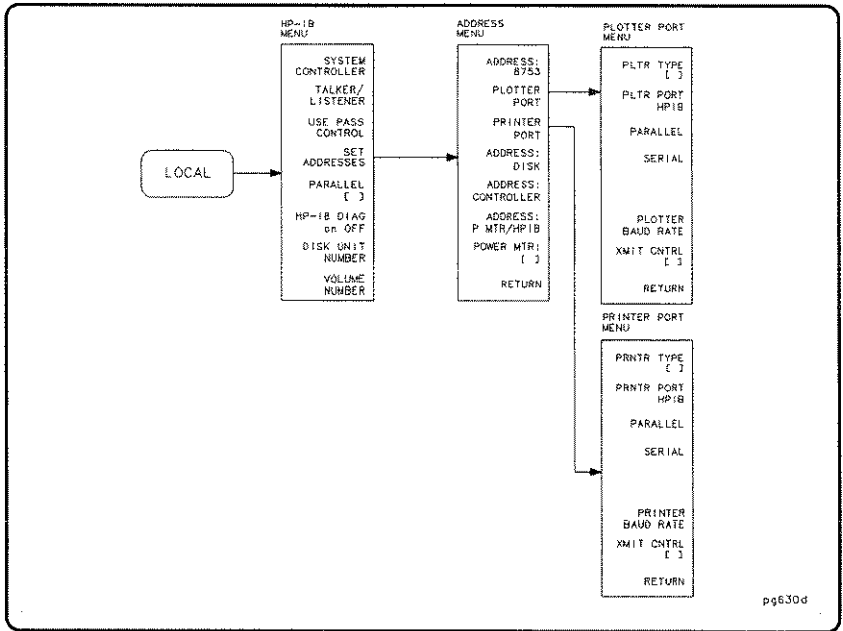 LOCAL
HP-IB
MENU
SYSTEM
CONTROLLER
TALKER/
LISTENER
USE PASS
CONTROL
SET
ADDRESSES
PARALLEL
[ ]
HP-IB DIAG
on OFF
DISK UNIT
NUMBER
VOLUME
NUMBER
ADDRESS
MENU
ADDRESS:
8753
PLOTTER
PORT
PRINTER
PORT
ADDRESS:
DISK
ADDRESS:
CONTROLLER
ADDRESS:
P MTR/HPIB
POWER MTR:
[ ]
RETURN
PLOTTER PORT
MENU
PLTR TYPE
[ ]
PLTR PORT
HPIB
PARALLEL
SERIAL
PLOTTER
BAUD RATE
XMIT CNTRL
[ ]
RETURN
PRINTER PORT
MENU
PRNTR TYPE
[ ]
PRNTR PORT
HPIB
PARALLEL
SERIAL
PRINTER
BAUD RATE
XMIT CNTRL
[ ]
RETURN
pg630d